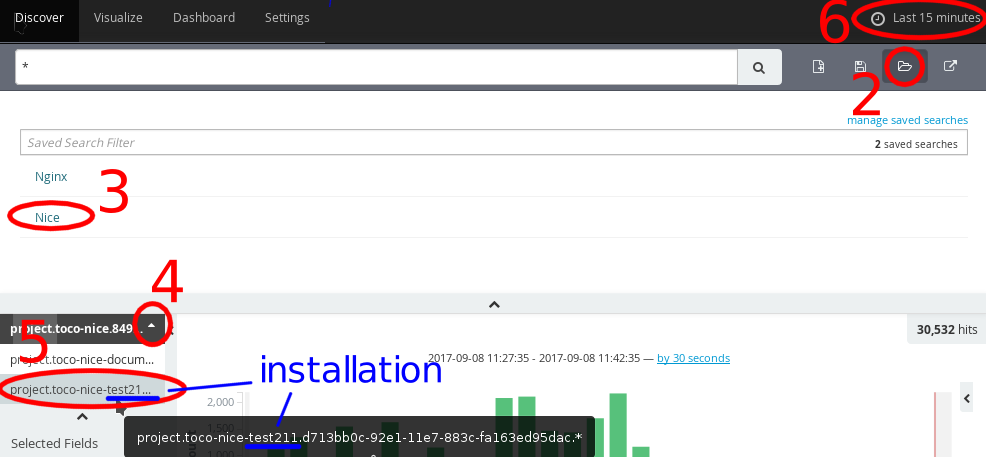 Discover Visualize Dashboard Settings 6 Last 15 minutes
*
2
manage saved searches
Saved Search Filter 2 saved searches
Nginx
3
Nice
4
project.toco-nice.849... 30,532 hits
5
project.toco-nice-docum... 2017-09-08 11:27:35 - 2017-09-08 11:42:35 — by 30 seconds
installation
project.toco-nice-test21...
2,000
Selected Fields
project.toco-nice-test211.d713bb0c-92e1-11e7-883c-fa163ed95dac.*